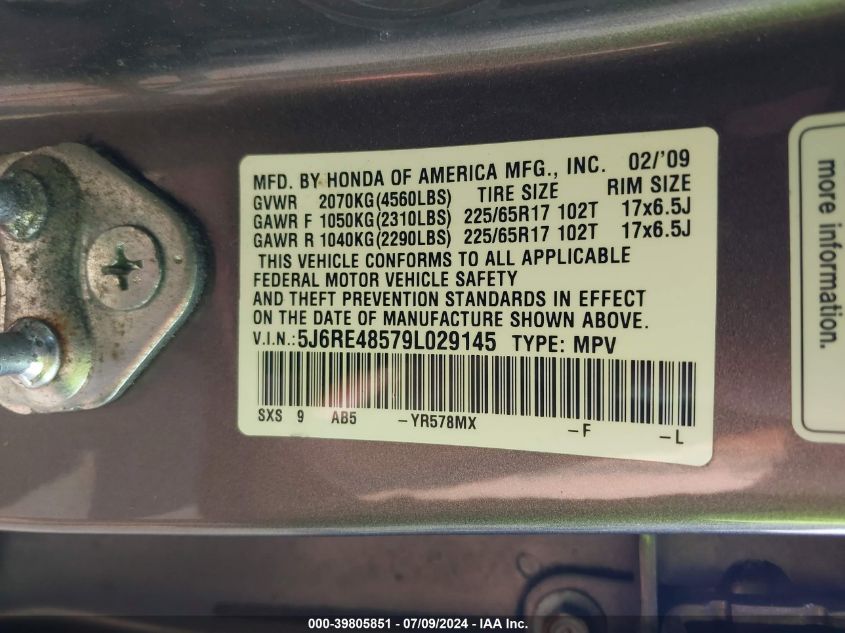 MFD. BY HONDA OF AMERICA MFG., INC. 02/'09
GVWR 2070KG(4560LBS) TIRE SIZE RIM SIZE
GAWR F 1050KG(2310LBS) 225/65R17 102T 17x6.5J
GAWR R 1040KG(2290LBS) 225/65R17 102T 17x6.5J
THIS VEHICLE CONFORMS TO ALL APPLICABLE
FEDERAL MOTOR VEHICLE SAFETY
AND THEFT PREVENTION STANDARDS IN EFFECT
ON THE DATE OF MANUFACTURE SHOWN ABOVE.
V.I.N.:5J6RE48579L029145 TYPE: MPV
SXS 9 AB5 -YR578MX -F -L
more information.
000-39805851 - 07/09/2024 - IAA Inc.